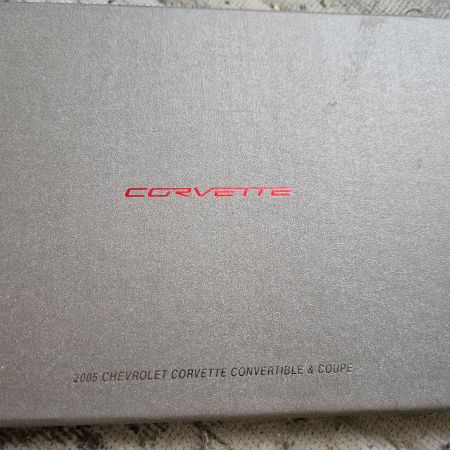 CORVETTE
2005 CHEVROLET CORVETTE CONVERTIBLE & COUPE